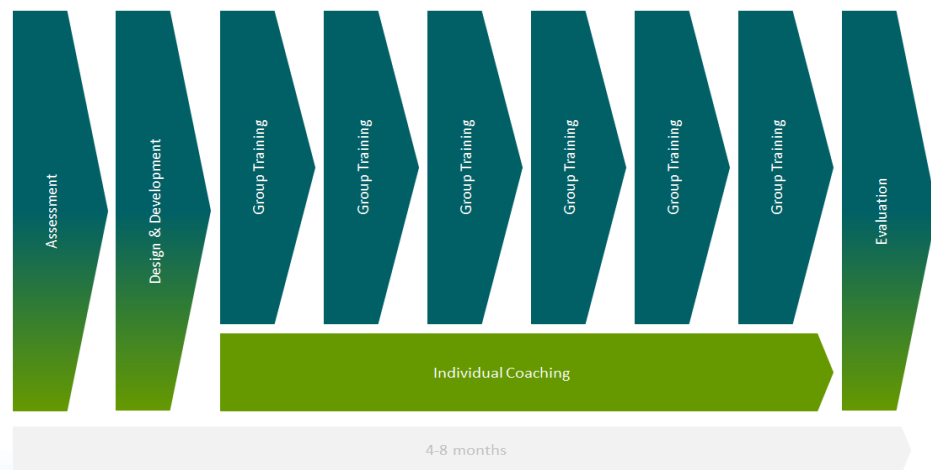 Assessment
Design & Development
Group Training
Group Training
Group Training
Group Training
Group Training
Group Training
Evaluation
Individual Coaching
4-8 months